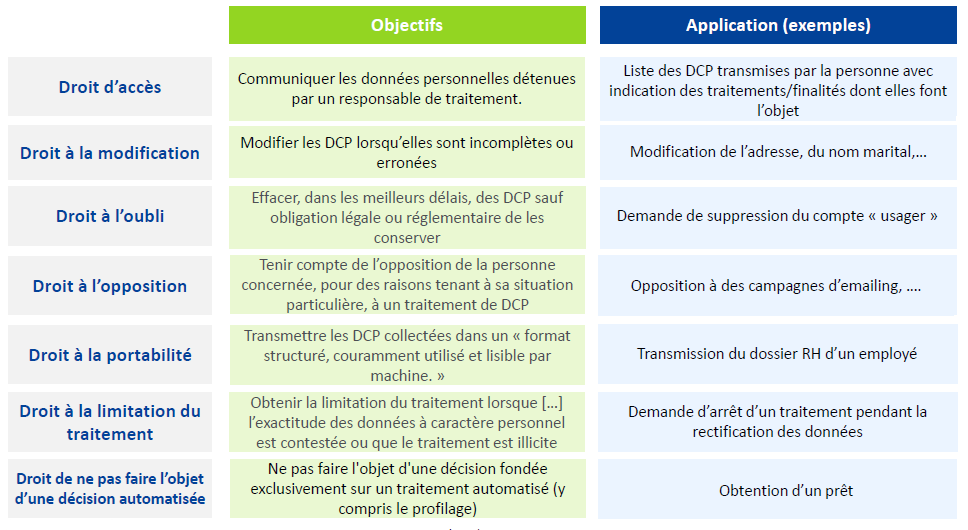 Objectifs
Application (exemples)
Droit d’accès
Communiquer les données personnelles détenues
par un responsable de traitement.
Liste des DCP transmises par la personne avec
indication des traitements/finalités dont elles font
l’objet
Droit à la modification
Modifier les DCP lorsqu’elles sont incomplètes ou
erronées
Modification de l’adresse, du nom marital,…
Droit à l’oubli
Effacer, dans les meilleurs délais, des DCP sauf
obligation légale ou réglementaire de les
conserver
Demande de suppression du compte « usager »
Droit à l’opposition
Tenir compte de l’opposition de la personne
concernée, pour des raisons tenant à sa situation
particulière, à un traitement de DCP
Opposition à des campagnes d’emailing, ….
Droit à la portabilité
Transmettre les DCP collectées dans un « format
structuré, couramment utilisé et lisible par
machine. »
Transmission du dossier RH d’un employé
Droit à la limitation du
traitement
Obtenir la limitation du traitement lorsque […]
l’exactitude des données à caractère personnel
est contestée ou que le traitement est illicite
Demande d’arrêt d’un traitement pendant la
rectification des données
Droit de ne pas faire l’objet
d’une décision automatisée
Ne pas faire l'objet d'une décision fondée
exclusivement sur un traitement automatisé (y
compris le profilage)
Obtention d’un prêt